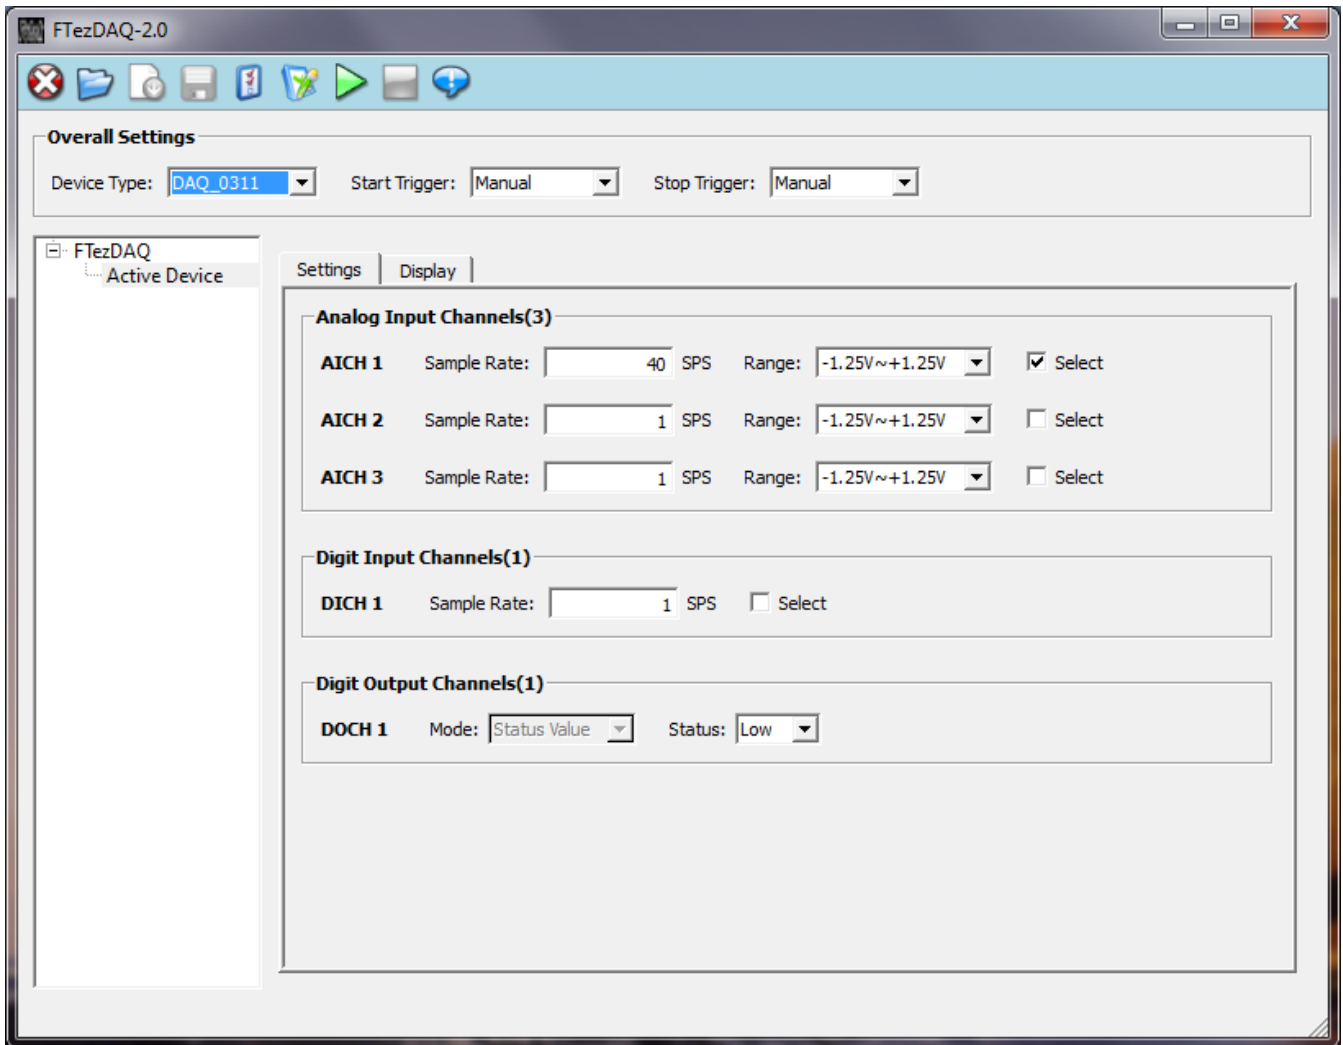 FTezDAQ-2.0
Overall Settings
Device Type: DAQ_0311 Start Trigger: Manual Stop Trigger: Manual
FTezDAQ
Active Device
Settings Display
Analog Input Channels(3)
AICH 1 Sample Rate: 40 SPS Range: -1.25V~+1.25V Select
AICH 2 Sample Rate: 1 SPS Range: -1.25V~+1.25V Select
AICH 3 Sample Rate: 1 SPS Range: -1.25V~+1.25V Select
Digit Input Channels(1)
DICH 1 Sample Rate: 1 SPS Select
Digit Output Channels(1)
DOCH 1 Mode: Status Value Status: Low